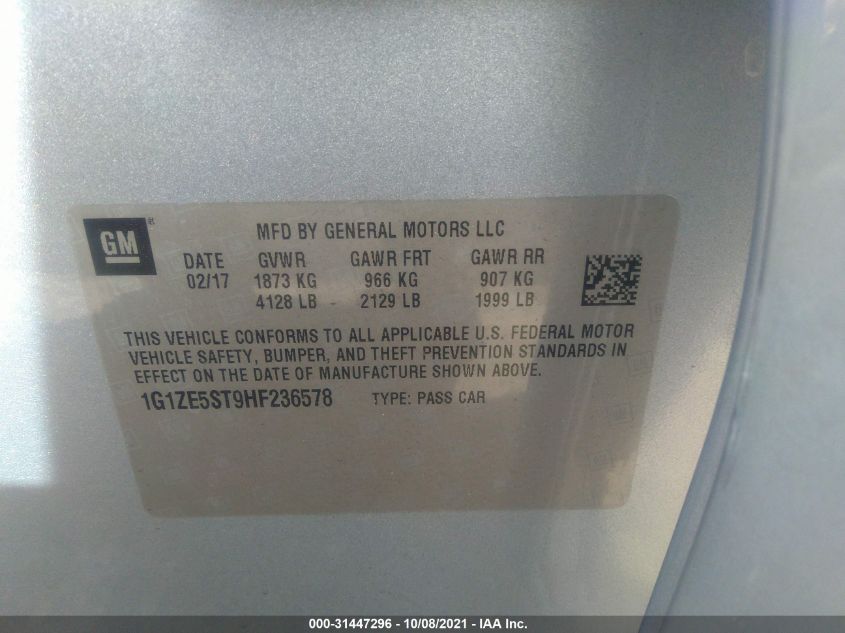 GM
MFD BY GENERAL MOTORS LLC
DATE GVWR GAWR FRT GAWR RR
02/17 1873 KG 966 KG 907 KG
4128 LB 2129 LB 1999 LB
THIS VEHICLE CONFORMS TO ALL APPLICABLE U.S. FEDERAL MOTOR
VEHICLE SAFETY, BUMPER, AND THEFT PREVENTION STANDARDS IN
EFFECT ON THE DATE OF MANUFACTURE SHOWN ABOVE.
1G1ZE5ST9HF236578 TYPE: PASS CAR
000-31447296 - 10/08/2021 - IAA Inc.